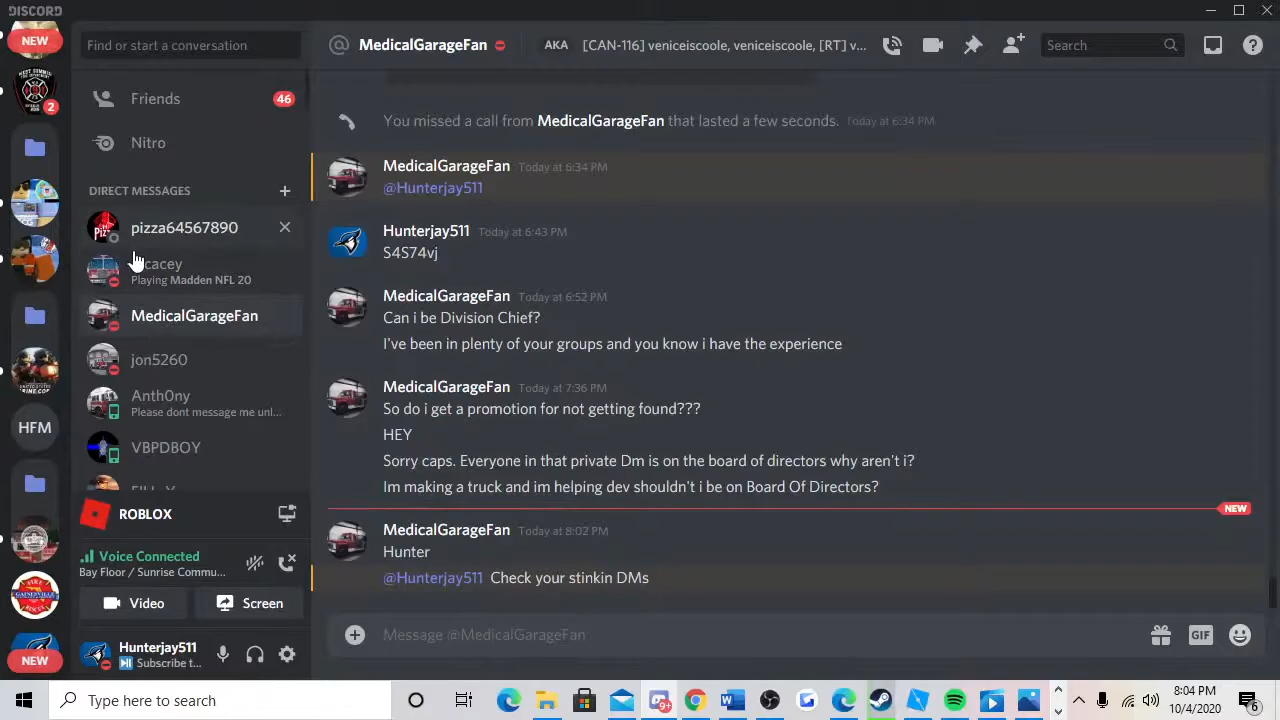 DISCORD
NEW
2
HFM
NEW
Find or start a conversation
Friends
46
Nitro
DIRECT MESSAGES
pizza64567890
cacey
Playing Madden NFL 20
MedicalGarageFan
jon5260
Anth0ny
Please dont message me unl...
VBPDBOY
ROBLOX
Voice Connected
Bay Floor / Sunrise Commu...
Video
Screen
Hunterjay511
Subscribe t...
MedicalGarageFan
AKA
[CAN-116] veniceiscoole, veniceiscoole, [RT] v...
Search
You missed a call from MedicalGarageFan that lasted a few seconds. Today at 6:34 PM
MedicalGarageFan Today at 6:34 PM
@Hunterjay511
Hunterjay511 Today at 6:43 PM
S4S74vj
MedicalGarageFan Today at 6:52 PM
Can i be Division Chief?
I've been in plenty of your groups and you know i have the experience
MedicalGarageFan Today at 7:36 PM
So do i get a promotion for not getting found???
HEY
Sorry caps. Everyone in that private Dm is on the board of directors why aren't i?
Im making a truck and im helping dev shouldn't i be on Board Of Directors?
NEW
MedicalGarageFan Today at 8:02 PM
Hunter
@Hunterjay511 Check your stinkin DMs
Message @MedicalGarageFan
GIF
Type here to search
9+
8:04 PM
10/4/2020
6